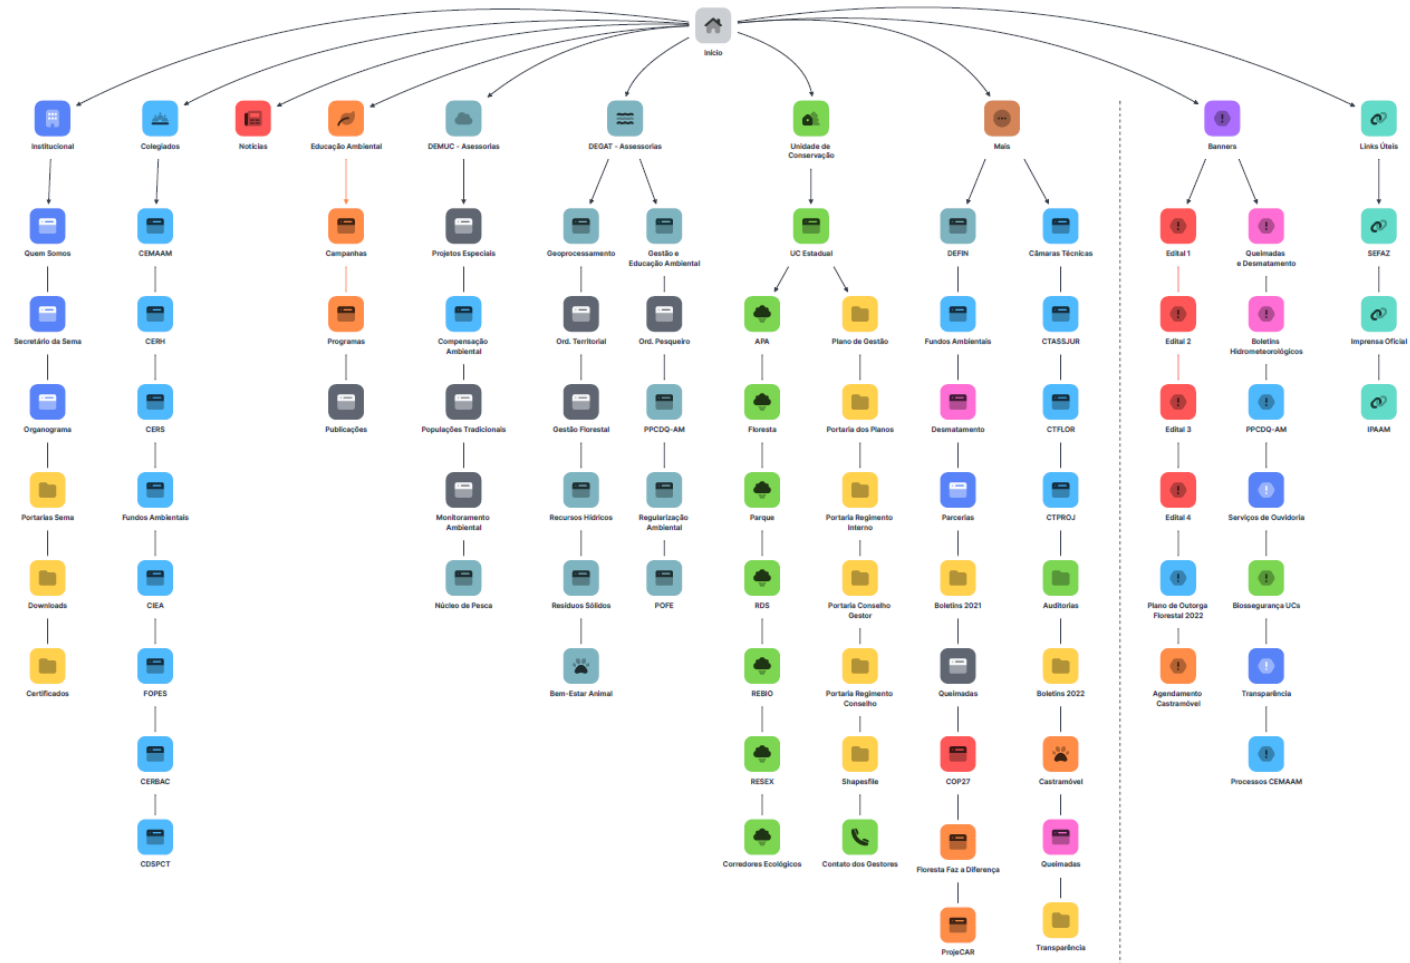 Início
Institucional
Colegiados
Notícias
Educação Ambiental
DEMUC - Asessorias
DEGAT - Assessorias
Unidade de
Conservação
Mais
Banners
Links Úteis
Quem Somos
CEMAAM
Campanhas
Projetos Especiais
Geoprocessamento
Gestão e
Educação Ambiental
UC Estadual
DEFIN
Câmaras Técnicas
Edital 1
Queimadas
e Desmatamento
SEFAZ
Secretário da Sema
CERH
Programas
Compensação
Ambiental
Ord. Territorial
Ord. Pesqueiro
APA
Plano de Gestão
Fundos Ambientais
CTASSJUR
Edital 2
Boletins
Hidrometeorológicos
Imprensa Oficial
Organograma
CERS
Publicações
Populações Tradicionais
Gestão Florestal
PPCDQ-AM
Floresta
Portaria dos Planos
Desmatamento
CTFLOR
Edital 3
PPCDQ-AM
IPAAM
Portarias Sema
Fundos Ambientais
Monitoramento
Ambiental
Recursos Hídricos
Regularização
Ambiental
Parque
Portaria Regimento
Interno
Parcerias
CTPROJ
Edital 4
Serviços de Ouvidoria
Downloads
CIEA
Núcleo de Pesca
Resíduos Sólidos
POFE
RDS
Portaria Conselho
Gestor
Boletins 2021
Auditorias
Plano de Outorga
Florestal 2022
Biossegurança UCs
Certificados
FOPES
Bem-Estar Animal
REBIO
Portaria Regimento
Conselho
Queimadas
Boletins 2022
Agendamento
Castramóvel
Transparência
CERBAC
RESEX
Shapesfile
COP27
Castramóvel
Processos CEMAAM
CDSPCT
Corredores Ecológicos
Contato dos Gestores
Floresta Faz a Diferença
Queimadas
ProjeCAR
Transparência